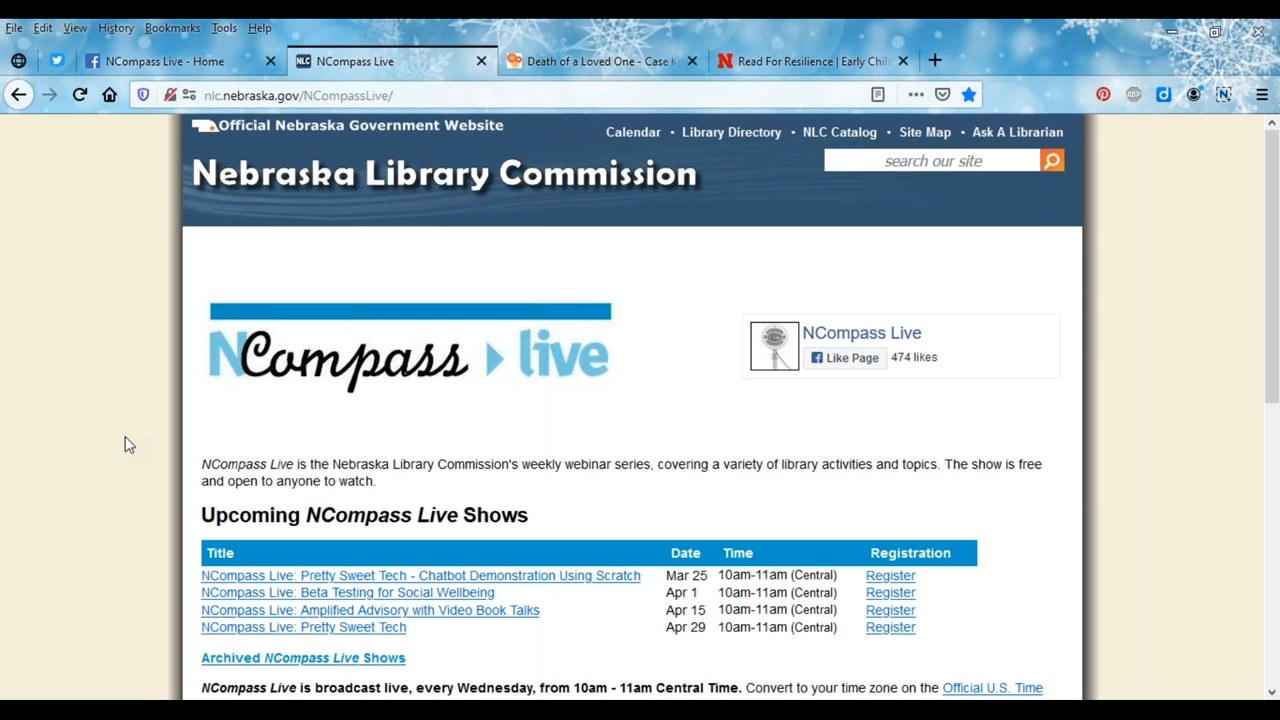 File Edit View History Bookmarks Tools Help
NCompass Live - Home
NLC NCompass Live
Death of a Loved One - Case K
Read For Resilience | Early Chil
nlc.nebraska.gov/NCompassLive/
Official Nebraska Government Website
Calendar • Library Directory • NLC Catalog • Site Map • Ask A Librarian
search our site
Nebraska Library Commission
NCompass live
NCompass Live
Like Page 474 likes
NCompass Live is the Nebraska Library Commission's weekly webinar series, covering a variety of library activities and topics. The show is free
and open to anyone to watch.
Upcoming NCompass Live Shows
Title Date Time Registration
NCompass Live: Pretty Sweet Tech - Chatbot Demonstration Using Scratch Mar 25 10am-11am (Central) Register
NCompass Live: Beta Testing for Social Wellbeing Apr 1 10am-11am (Central) Register
NCompass Live: Amplified Advisory with Video Book Talks Apr 15 10am-11am (Central) Register
NCompass Live: Pretty Sweet Tech Apr 29 10am-11am (Central) Register
Archived NCompass Live Shows
NCompass Live is broadcast live, every Wednesday, from 10am - 11am Central Time. Convert to your time zone on the Official U.S. Time